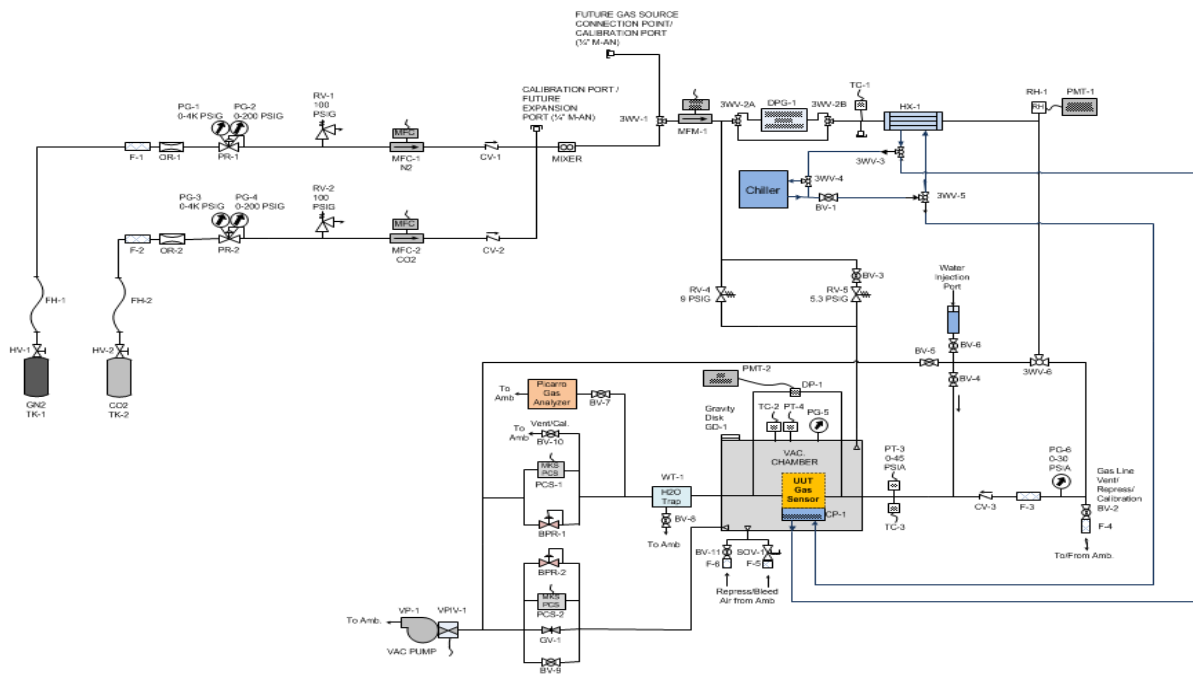 FUTURE GAS SOURCE
CONNECTION POINT/
CALIBRATION PORT
(¼" M-AN)
CALIBRATION PORT /
FUTURE
EXPANSION
PORT (¼" M-AN)
PG-1
0-4K PSIG
PG-2
0-200 PSIG
RV-1
100
PSIG
MFC
3WV-1
MFM-1
3WV-2A
DPG-1
3WV-2B
TC-1
HX-1
RH-1
RH
PMT-1
F-1
OR-1
PR-1
MFC-1
N2
CV-1
MIXER
3WV-3
3WV-4
Chiller
BV-1
3WV-5
PG-3
0-4K PSIG
PG-4
0-200 PSIG
RV-2
100
PSIG
MFC
F-2
OR-2
PR-2
MFC-2
CO2
CV-2
FH-1
FH-2
RV-4
9 PSIG
BV-3
RV-5
5.3 PSIG
Water
Injection
Port
BV-6
HV-1
HV-2
BV-5
3WV-6
BV-4
GN2
TK-1
CO2
TK-2
PMT-2
DP-1
To
Amb
Picarro
Gas
Analyzer
BV-7
Gravity
Disk
GD-1
TC-2
PT-4
PG-5
To
Amb
Vent/Cal.
BV-10
MKS
PCS
PCS-1
BPR-1
WT-1
H2O
Trap
BV-8
To Amb
VAC.
CHAMBER
UUT
Gas
Sensor
CP-1
PT-3
0-45
PSIA
TC-3
CV-3
F-3
PG-6
0-30
PSIA
Gas Line
Vent/
Repress/
Calibration
BV-2
F-4
To/From Amb.
BV-11
F-6
SOV-1
F-5
Repress/Bleed
Air from Amb
BPR-2
MKS
PCS
PCS-2
GV-1
BV-9
To Amb.
VP-1
VPIV-1
VAC PUMP